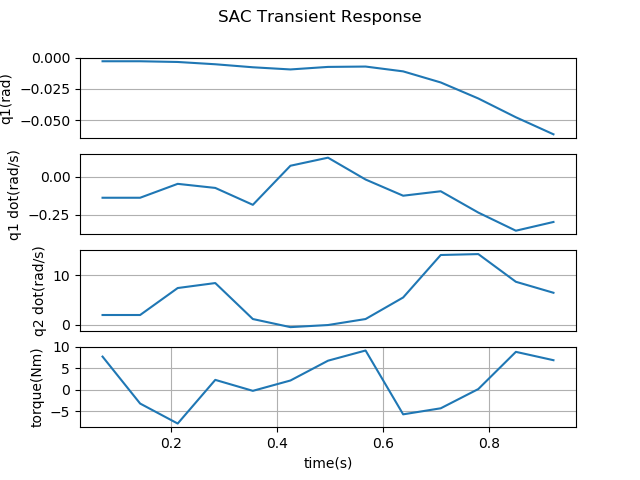 SAC Transient Response
0.000
−0.025
−0.050
q1(rad)
0.00
−0.25
q1 dot(rad/s)
10
0
q2 dot(rad/s)
10
5
0
−5
torque(Nm)
0.2 0.4 0.6 0.8
time(s)